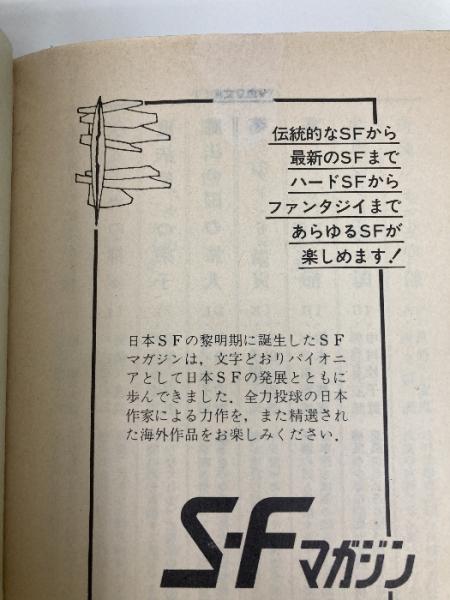 伝統的なSFから
最新のSFまで
ハードSFから
ファンタジイまで
あらゆるSFが
楽しめます!
日本SFの黎明期に誕生したSF
マガジンは，文字どおりパイオニ
アとして日本SFの発展とともに
歩んできました．全力投球の日本
作家による力作を，また精選され
た海外作品をお楽しみください．
S-Fマガジン